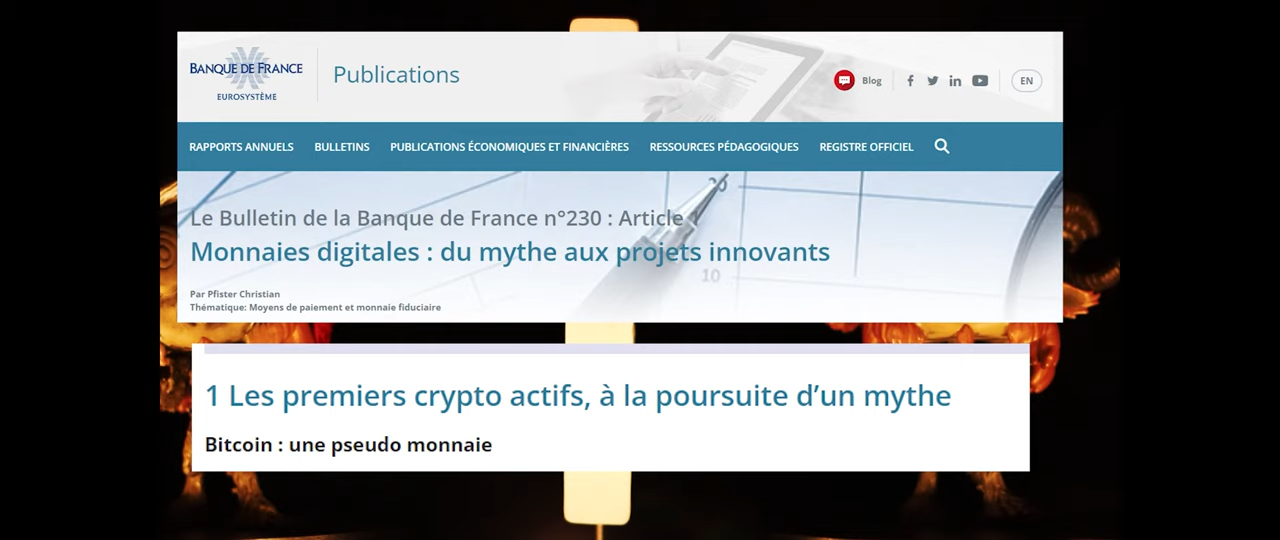 BANQUE DE FRANCE
EUROSYSTÈME
Publications
Blog
EN
RAPPORTS ANNUELS BULLETINS PUBLICATIONS ÉCONOMIQUES ET FINANCIÈRES RESSOURCES PÉDAGOGIQUES REGISTRE OFFICIEL
20
Le Bulletin de la Banque de France n°230 : Article 1
Monnaies digitales : du mythe aux projets innovants
10
Par Pfister Christian
Thématique: Moyens de paiement et monnaie fiduciaire
1 Les premiers crypto actifs, à la poursuite d’un mythe
Bitcoin : une pseudo monnaie